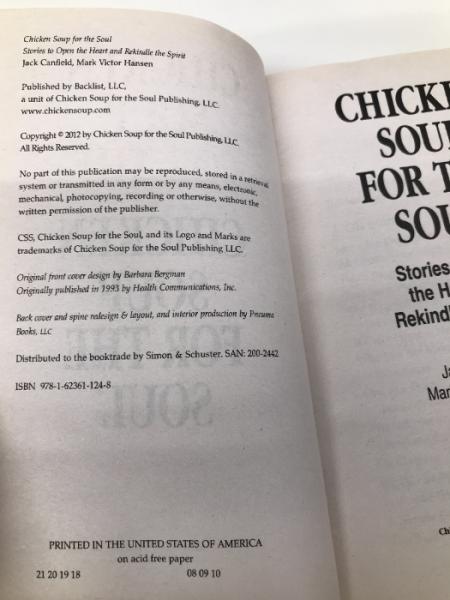 Chicken Soup for the Soul
Stories to Open the Heart and Rekindle the Spirit
Jack Canfield, Mark Victor Hansen
Published by Backlist, LLC,
a unit of Chicken Soup for the Soul Publishing, LLC.
www.chickensoup.com
Copyright © 2012 by Chicken Soup for the Soul Publishing, LLC.
All Rights Reserved.
No part of this publication may be reproduced, stored in a retrieval
system or transmitted in any form or by any means, electronic,
mechanical, photocopying, recording or otherwise, without the
written permission of the publisher.
CSS, Chicken Soup for the Soul, and its Logo and Marks are
trademarks of Chicken Soup for the Soul Publishing LLC.
Original front cover design by Barbara Bergman
Originally published in 1993 by Health Communications, Inc.
Back cover and spine redesign & layout, and interior production by Pneuma
Books, LLC
Distributed to the booktrade by Simon & Schuster. SAN: 200-2442
ISBN 978-1-62361-124-8
PRINTED IN THE UNITED STATES OF AMERICA
on acid free paper
21 20 19 18 08 09 10
CHICKE
SOU
FOR T
SOU
Stories
the H
Rekindl
Ja
Mar
Ch